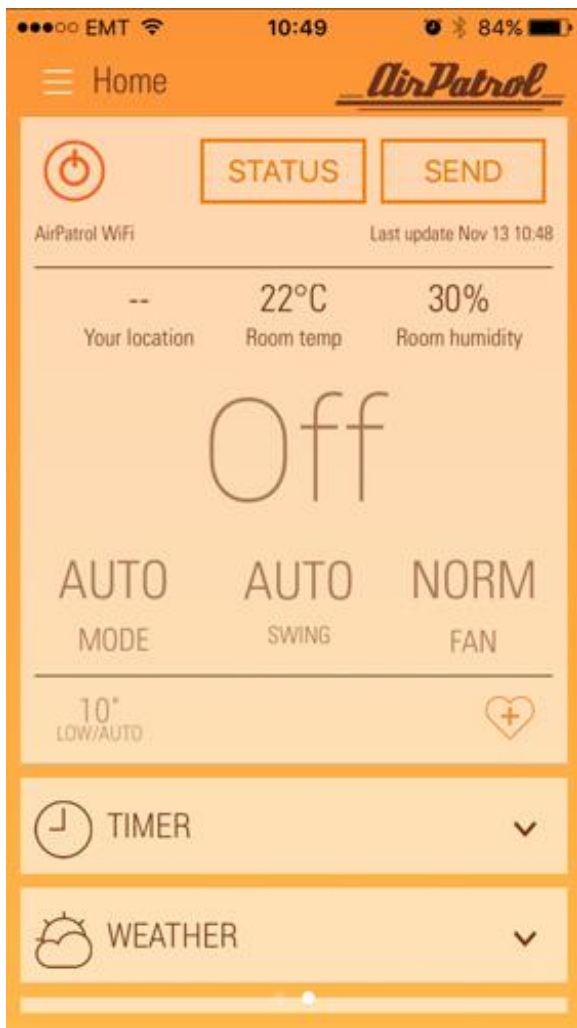 EMT 10:49 84%
Home AirPatrol
STATUS SEND
AirPatrol WiFi Last update Nov 13 10:48
-- 22°C 30%
Your location Room temp Room humidity
Off
AUTO AUTO NORM
MODE SWING FAN
10°
LOW/AUTO
TIMER
WEATHER